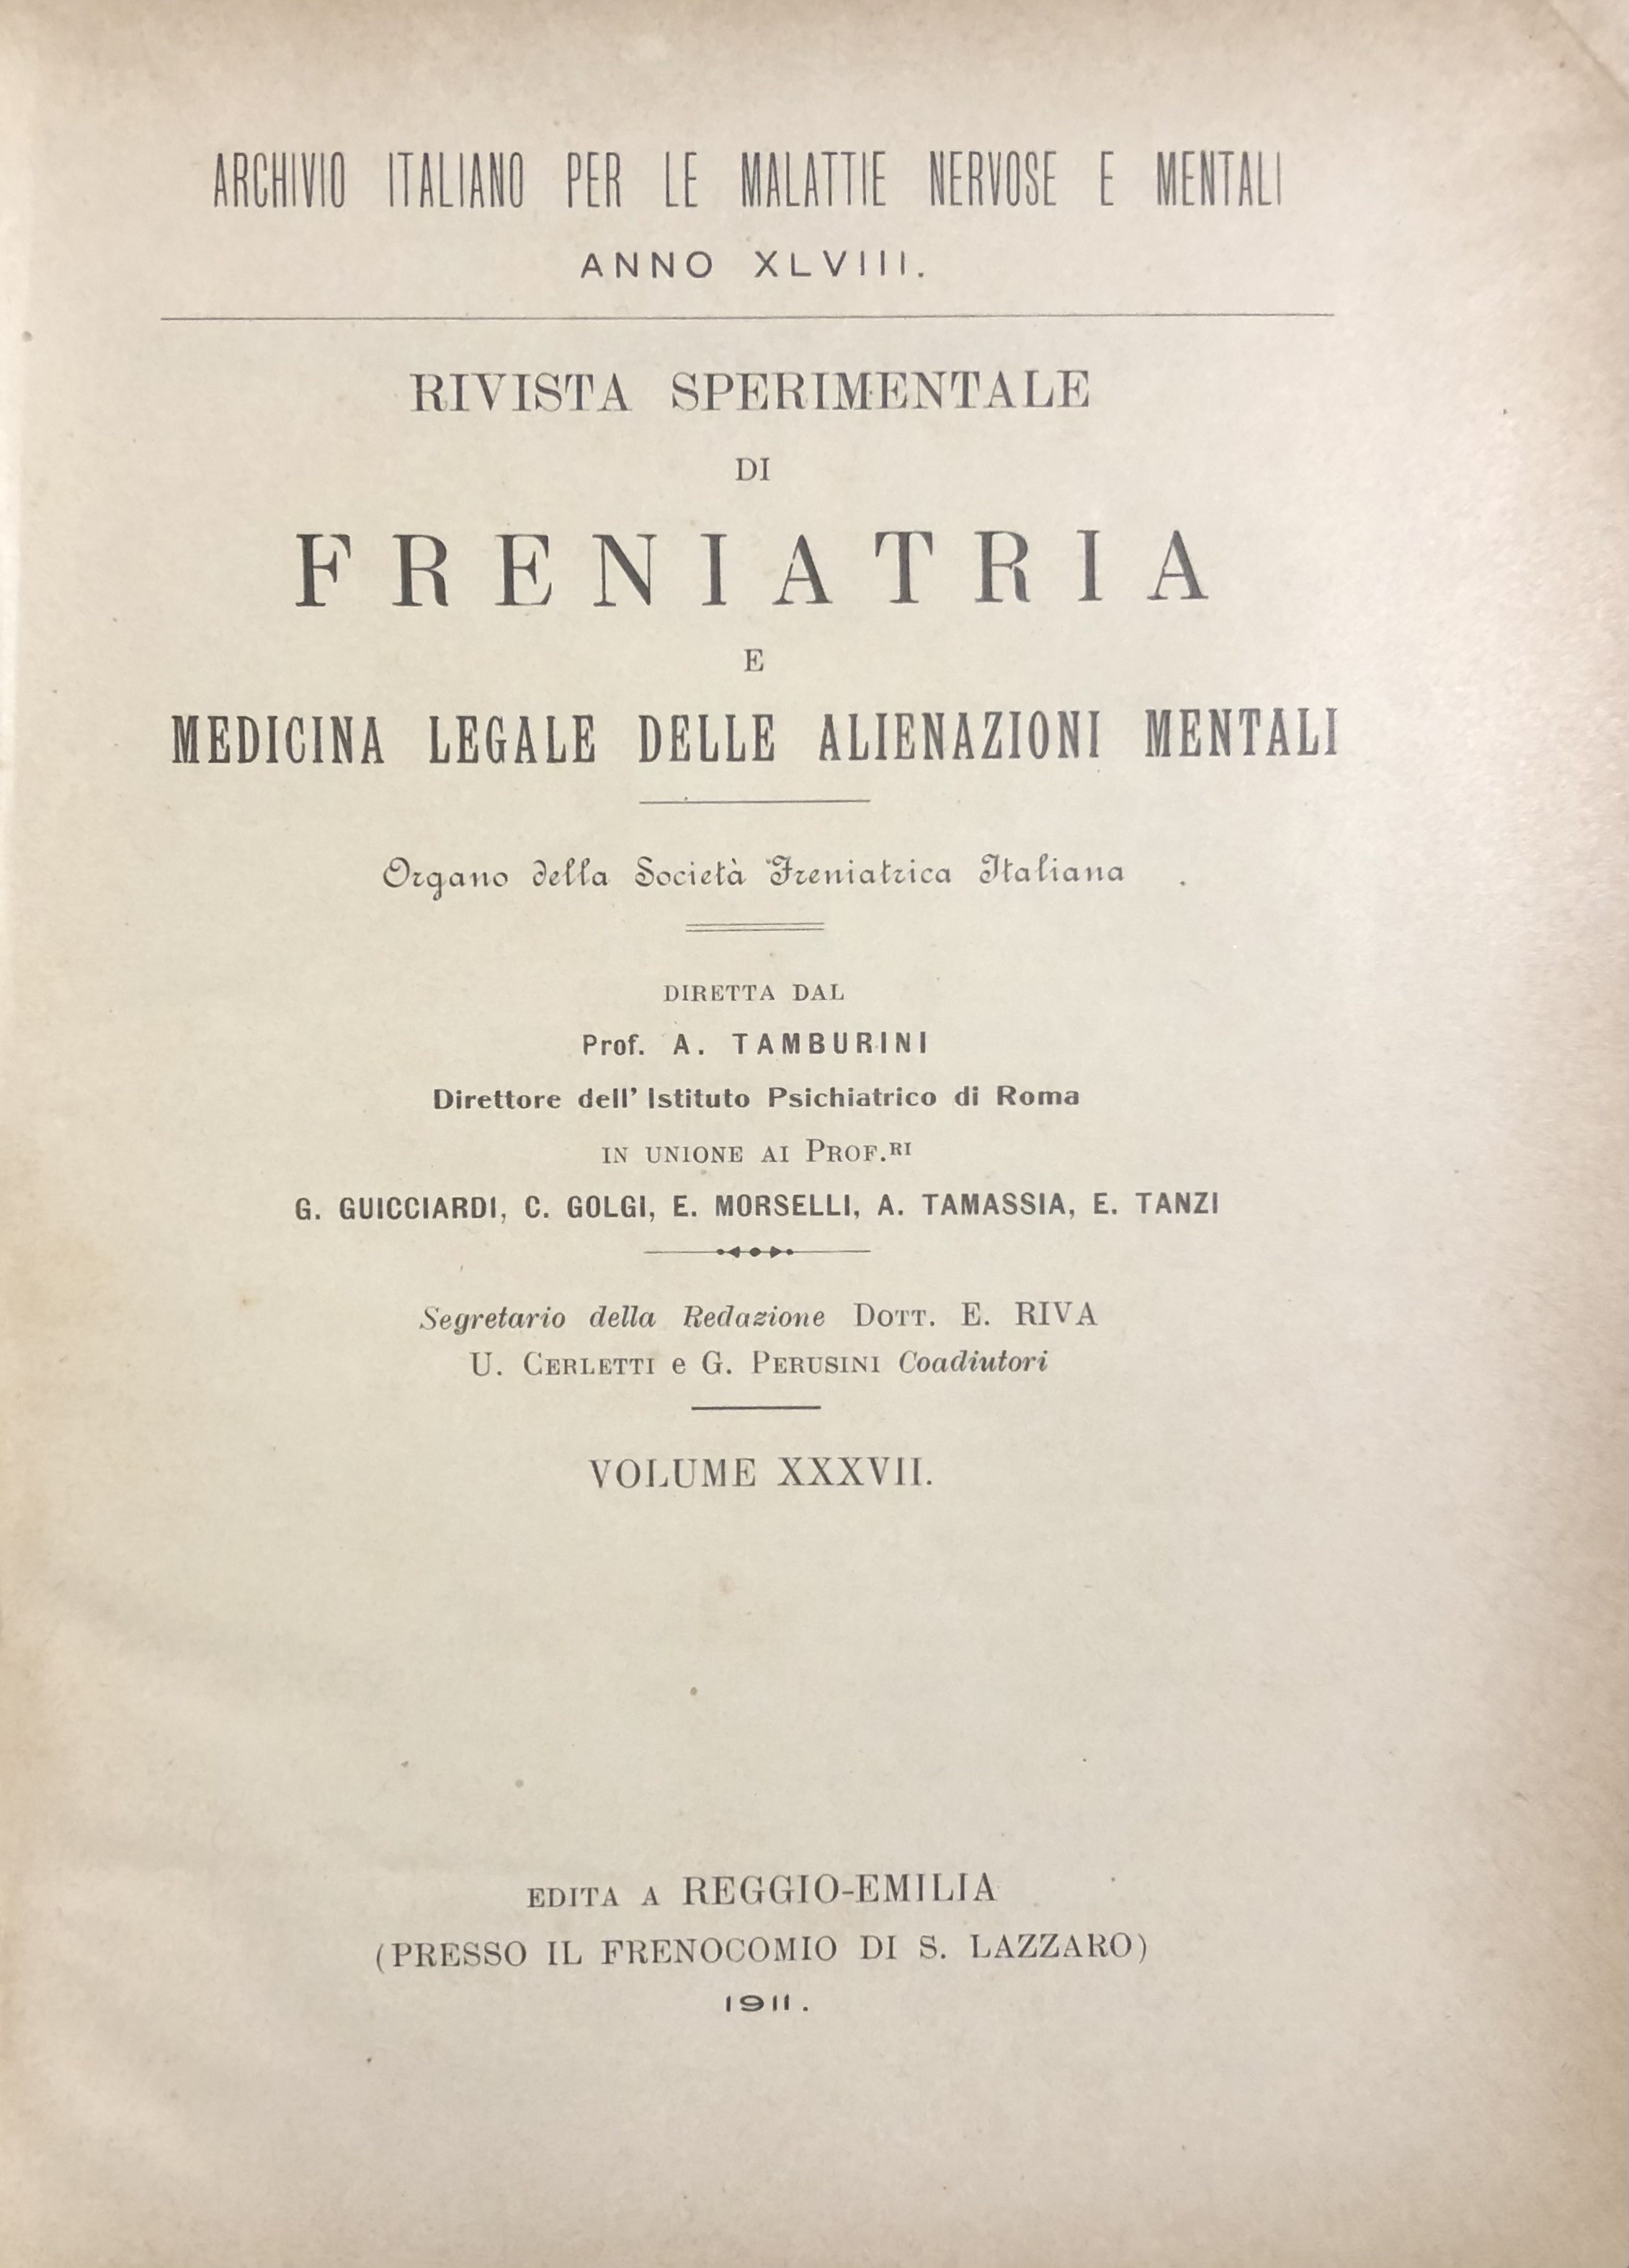 ARCHIVIO ITALIANO PER LE MALATTIE NERVOSE E MENTALI
ANNO XLVIII.
RIVISTA SPERIMENTALE
DI
FRENIATRIA
E
MEDICINA LEGALE DELLE ALIENAZIONI MENTALI
Organo della Società Freniatrica Italiana
DIRETTA DAL
Prof. A. TAMBURINI
Direttore dell' Istituto Psichiatrico di Roma
IN UNIONE AI PROF.RI
G. GUICCIARDI, C. GOLGI, E. MORSELLI, A. TAMASSIA, E. TANZI
Segretario della Redazione DOTT. E. RIVA
U. CERLETTI e G. PERUSINI Coadiutori
VOLUME XXXVII.
EDITA A REGGIO-EMILIA
(PRESSO IL FRENOCOMIO DI S. LAZZARO)
1911.